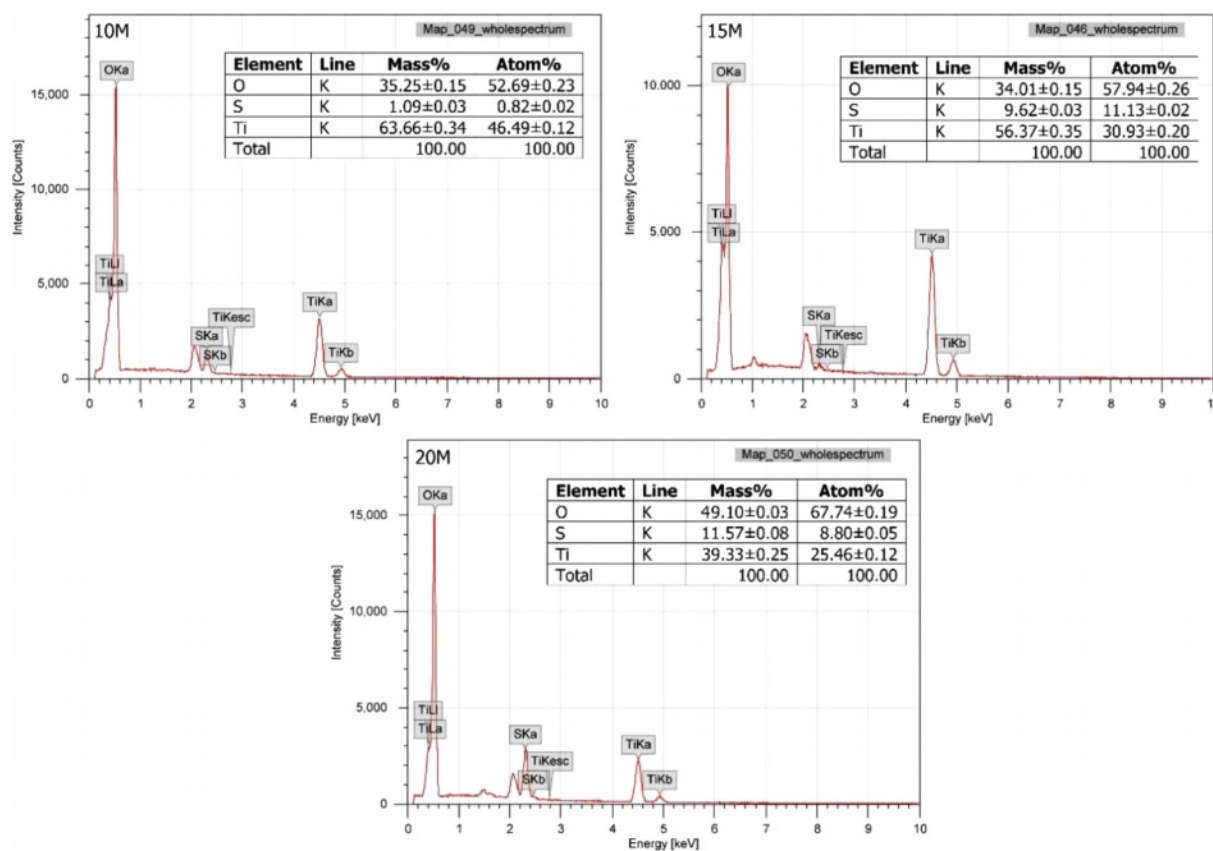 10M
Map_049_wholespectrum
Element Line Mass% Atom%
O K 35.25±0.15 52.69±0.23
S K 1.09±0.03 0.82±0.02
Ti K 63.66±0.34 46.49±0.12
Total 100.00 100.00
OKa
15,000
10,000
5,000
0
Intensity [Counts]
TiLl
TiLa
SKa
SKb
TiKesc
TiKa
TiKb
0 1 2 3 4 5 6 7 8 9 10
Energy [keV]
15M
Map_046_wholespectrum
Element Line Mass% Atom%
O K 34.01±0.15 57.94±0.26
S K 9.62±0.03 11.13±0.02
Ti K 56.37±0.35 30.93±0.20
Total 100.00 100.00
OKa
10,000
5,000
0
Intensity [Counts]
TiLl
TiLa
SKa
SKb
TiKesc
TiKa
TiKb
0 1 2 3 4 5 6 7 8 9 10
Energy [keV]
20M
Map_050_wholespectrum
Element Line Mass% Atom%
O K 49.10±0.03 67.74±0.19
S K 11.57±0.08 8.80±0.05
Ti K 39.33±0.25 25.46±0.12
Total 100.00 100.00
OKa
15,000
10,000
5,000
0
Intensity [Counts]
TiLl
TiLa
SKa
SKb
TiKesc
TiKa
TiKb
0 1 2 3 4 5 6 7 8 9 10
Energy [keV]